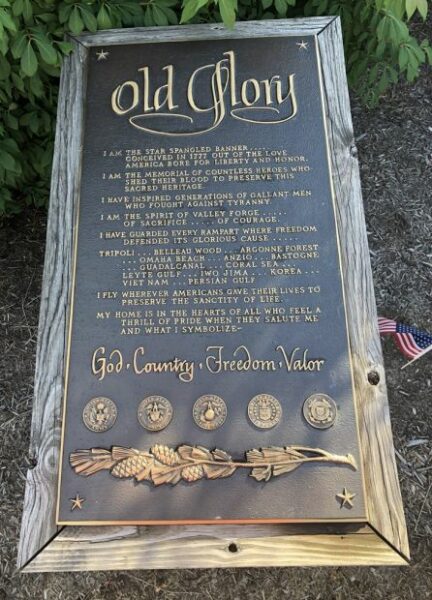 Old Glory
I AM THE STAR SPANGLED BANNER . . . .
CONCEIVED IN 1777 OUT OF THE LOVE
AMERICA BORE FOR LIBERTY AND HONOR.
I AM THE MEMORIAL OF COUNTLESS HEROES WHO
SHED THEIR BLOOD TO PRESERVE THIS
SACRED HERITAGE.
I HAVE INSPIRED GENERATIONS OF GALLANT MEN
WHO FOUGHT AGAINST TYRANNY.
I AM THE SPIRIT OF VALLEY FORGE . . . . .
OF SACRIFICE . . . . . OF COURAGE.
I HAVE GUARDED EVERY RAMPART WHERE FREEDOM
DEFENDED ITS GLORIOUS CAUSE . . . . .
TRIPOLI . . . BELLEAU WOOD . . . ARGONNE FOREST
. . . OMAHA BEACH . . . ANZIO . . . BASTOGNE
. . . GUADALCANAL . . . CORAL SEA . . .
LEYTE GULF . . . IWO JIMA . . . KOREA . . .
VIET NAM . . . PERSIAN GULF
I FLY WHEREVER AMERICANS GAVE THEIR LIVES TO
PRESERVE THE SANCTITY OF LIFE.
MY HOME IS IN THE HEARTS OF ALL WHO FEEL A
THRILL OF PRIDE WHEN THEY SALUTE ME
AND WHAT I SYMBOLIZE~
God · Country · Freedom · Valor